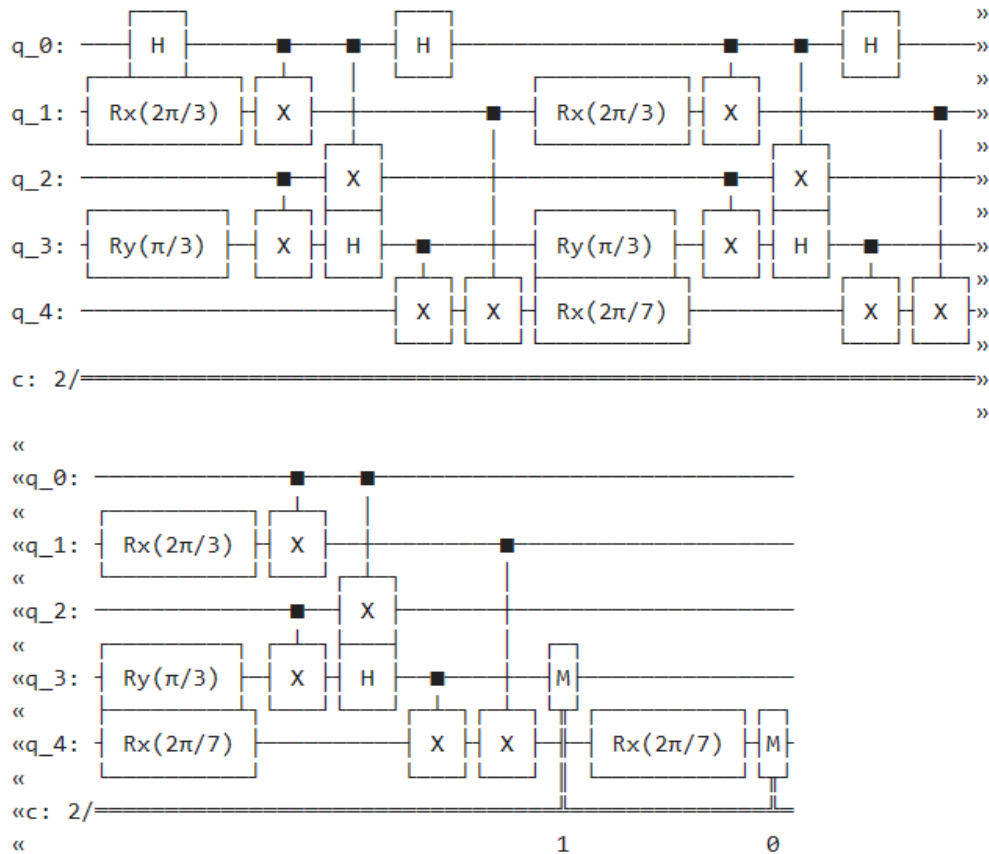 »
q_0: H ■ ■ H ■ ■ H »
»
q_1: Rx(2π/3) X ■ Rx(2π/3) X ■ »
»
q_2: ■ X ■ X »
»
q_3: Ry(π/3) X H ■ Ry(π/3) X H ■ »
»
q_4: X X Rx(2π/7) X X »
»
c: 2/ »
»
«
«q_0: ■ ■
«
«q_1: Rx(2π/3) X ■
«
«q_2: ■ X
«
«q_3: Ry(π/3) X H ■ M
«
«q_4: Rx(2π/7) X X Rx(2π/7) M
«
«c: 2/
« 1 0